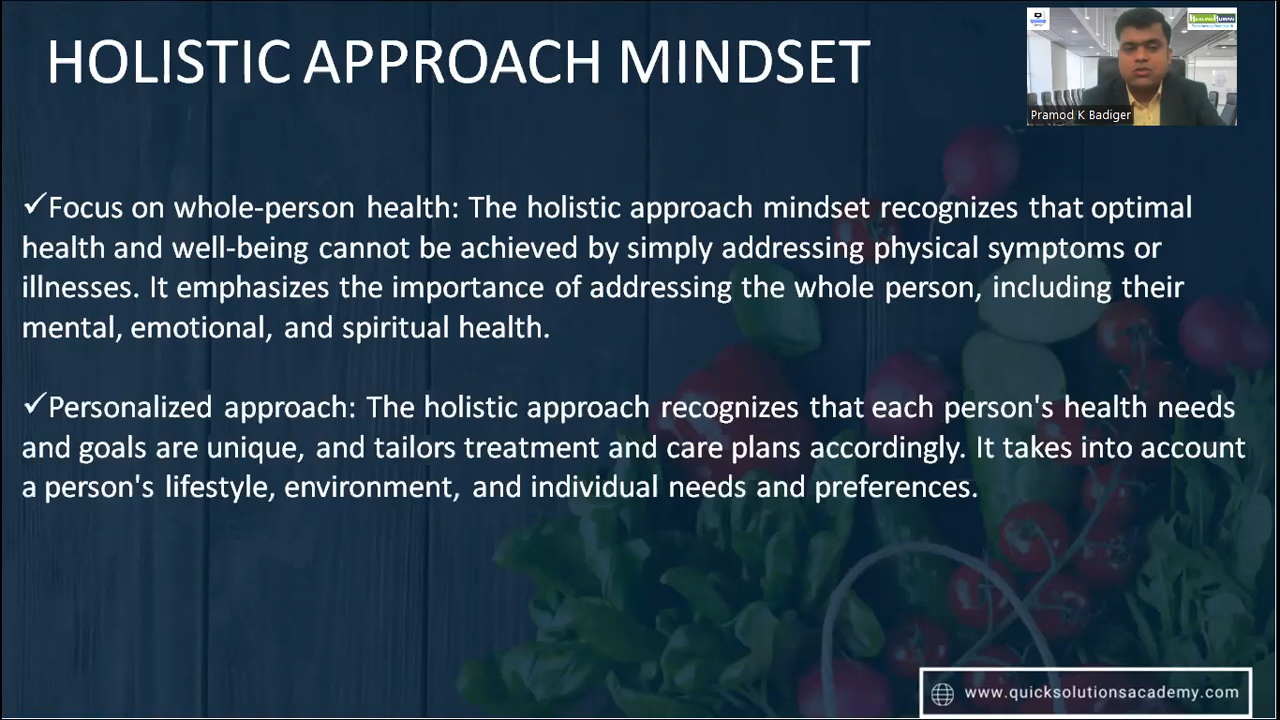 HOLISTIC APPROACH MINDSET
HEALING HUMAN
Pramod K Badiger
✓Focus on whole-person health: The holistic approach mindset recognizes that optimal
health and well-being cannot be achieved by simply addressing physical symptoms or
illnesses. It emphasizes the importance of addressing the whole person, including their
mental, emotional, and spiritual health.
✓Personalized approach: The holistic approach recognizes that each person's health needs
and goals are unique, and tailors treatment and care plans accordingly. It takes into account
a person's lifestyle, environment, and individual needs and preferences.
www.quicksolutionsacademy.com